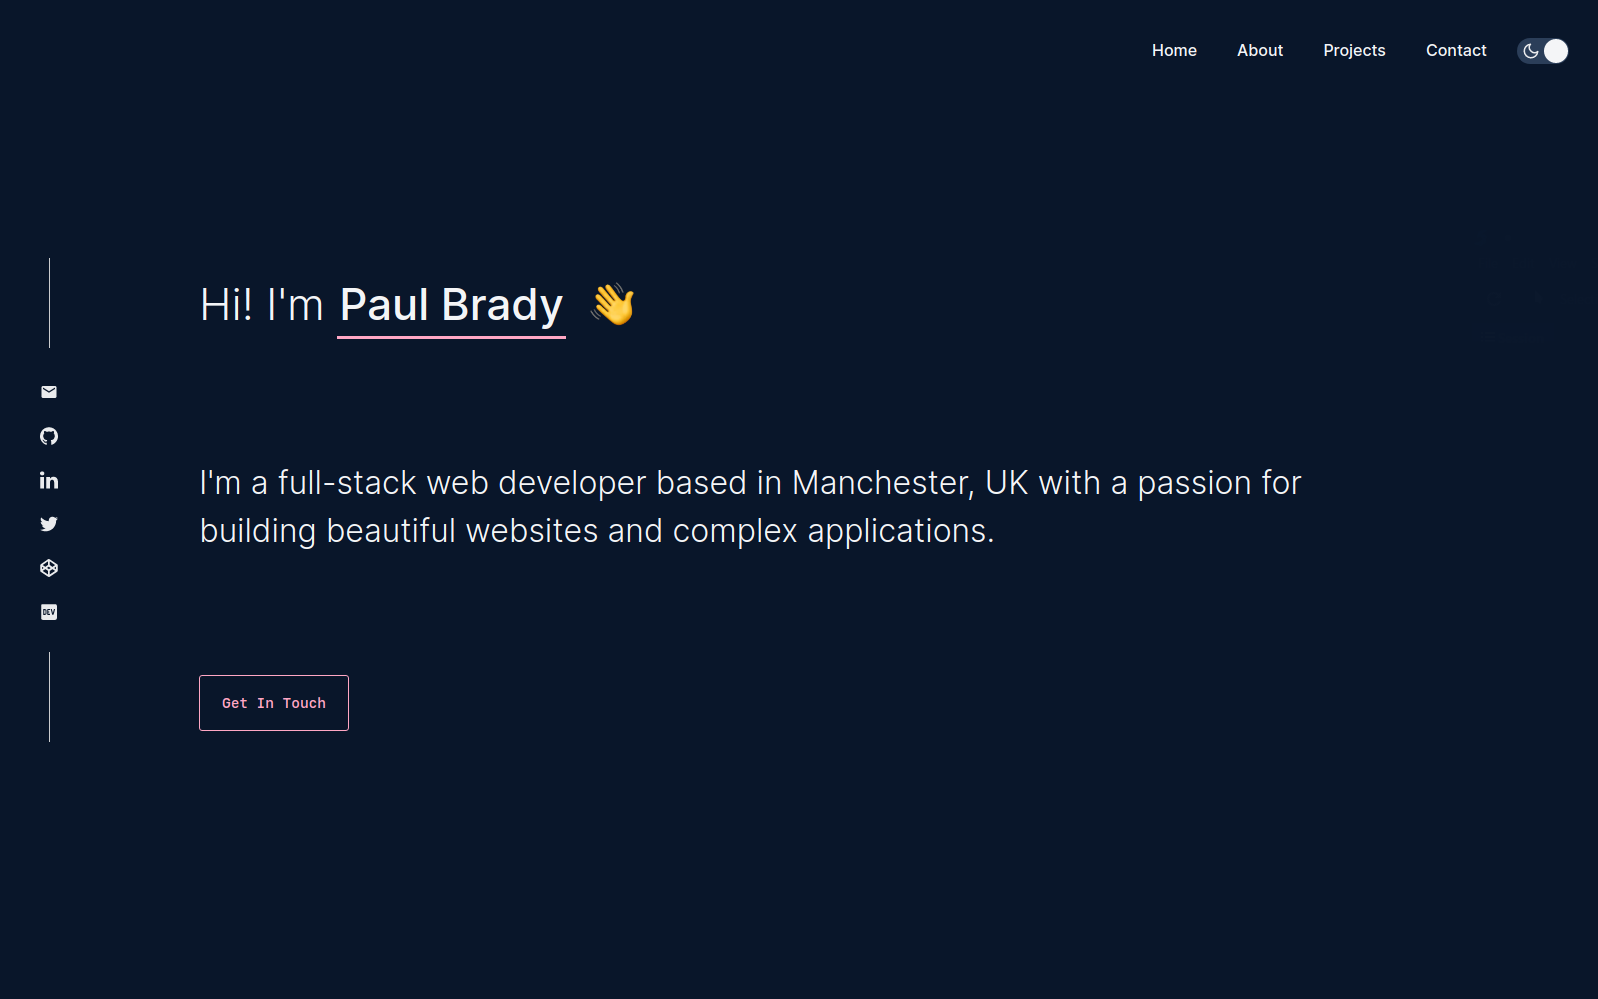 Home About Projects Contact
Hi! I'm Paul Brady 👋
I'm a full-stack web developer based in Manchester, UK with a passion for
building beautiful websites and complex applications.
DEV
Get In Touch